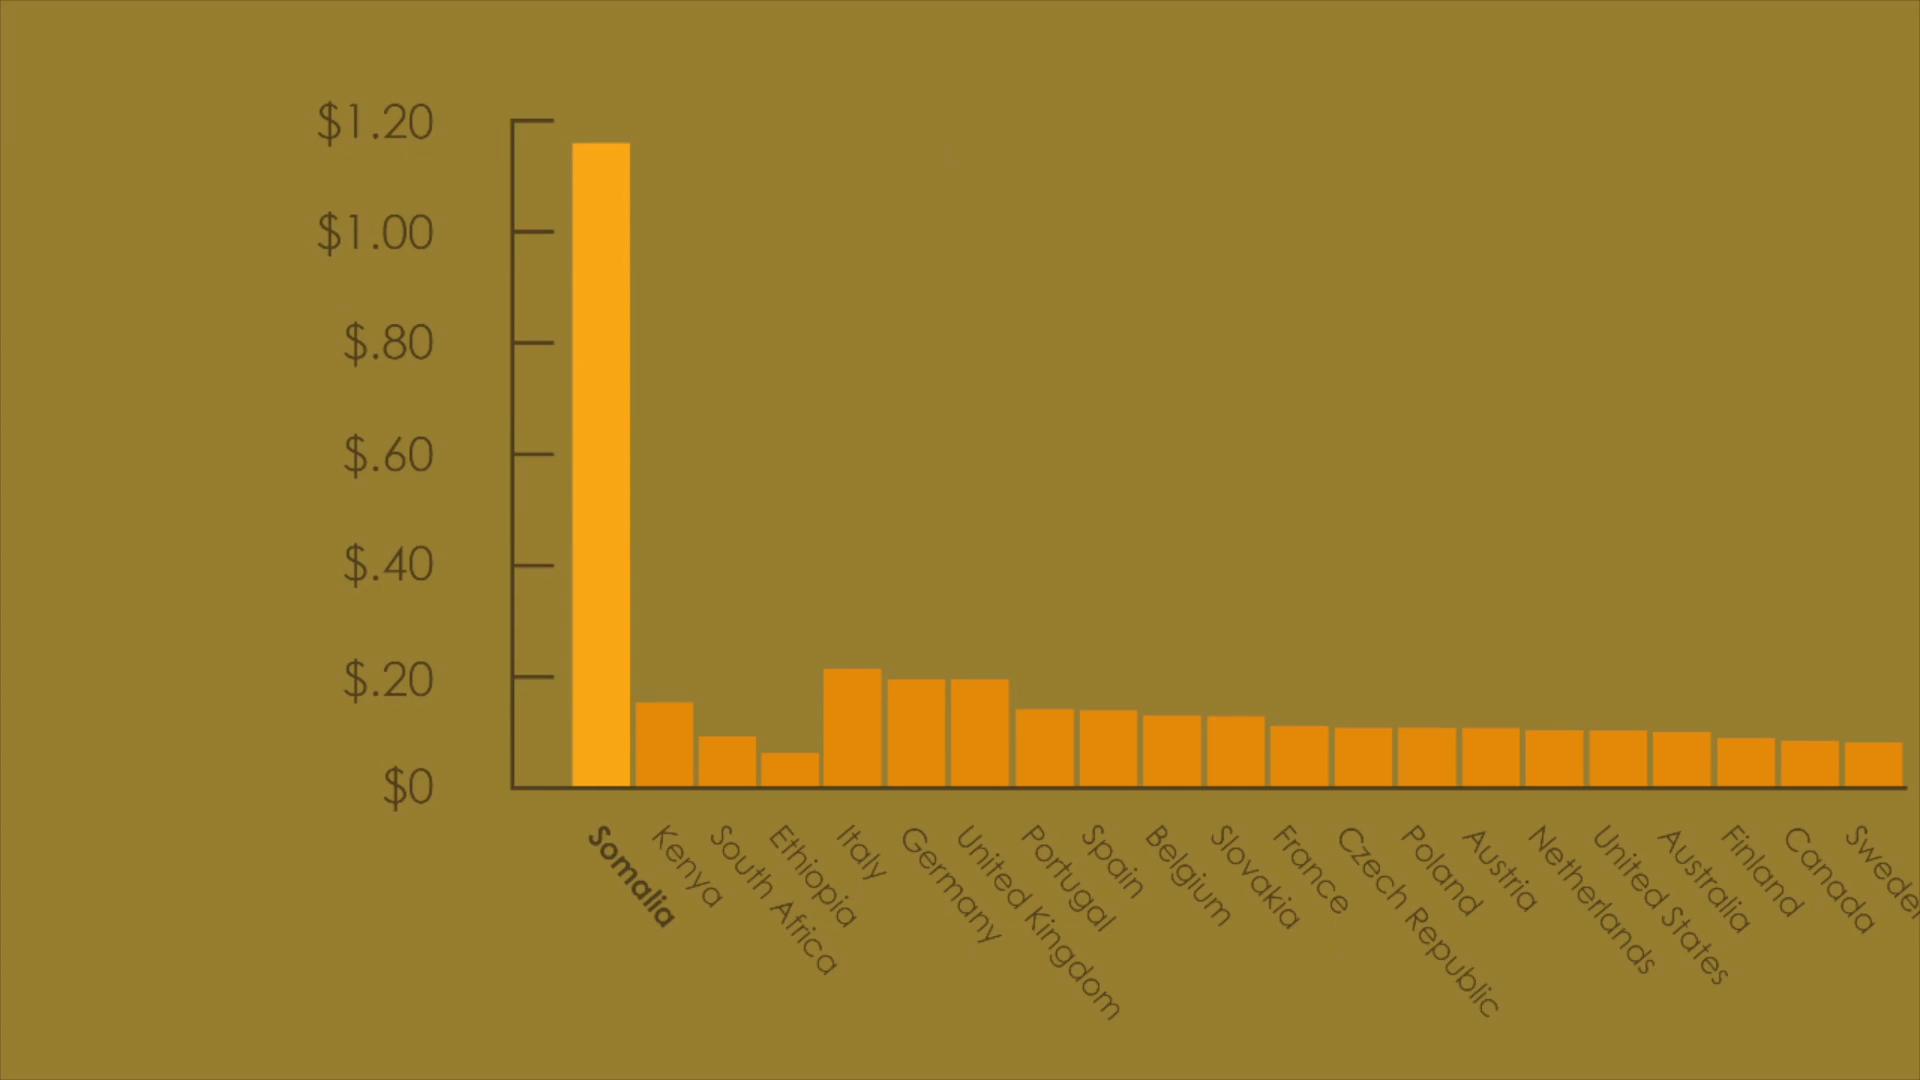 $1.20
$1.00
$.80
$.60
$.40
$.20
$0
Somalia
Kenya
South Africa
Ethiopia
Italy
Germany
United Kingdom
Portugal
Spain
Belgium
Slovakia
France
Czech Republic
Poland
Austria
Netherlands
United States
Australia
Finland
Canada
Sweden